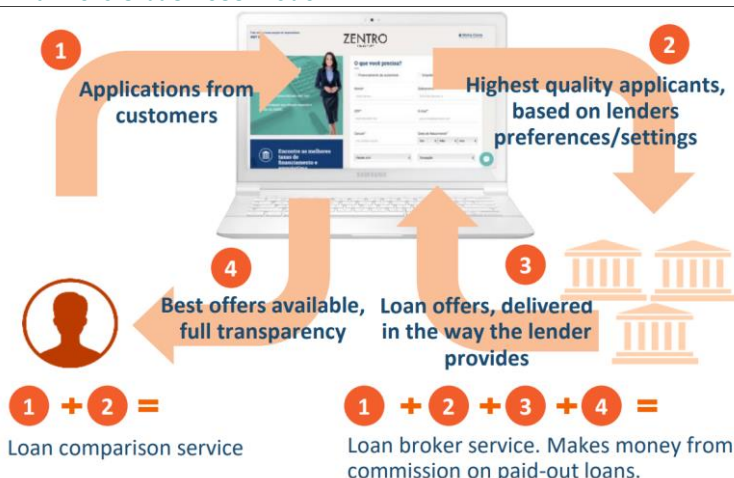 1
Applications from
customers
ZENTRO
O que você precisa?
Encontre as melhores
taxas de
financiamento e
SAMSUNG
2
Highest quality applicants,
based on lenders
preferences/settings
4
Best offers available,
full transparency
3
Loan offers, delivered
in the way the lender
provides
1 + 2 =
Loan comparison service
1 + 2 + 3 + 4 =
Loan broker service. Makes money from
commission on paid-out loans.